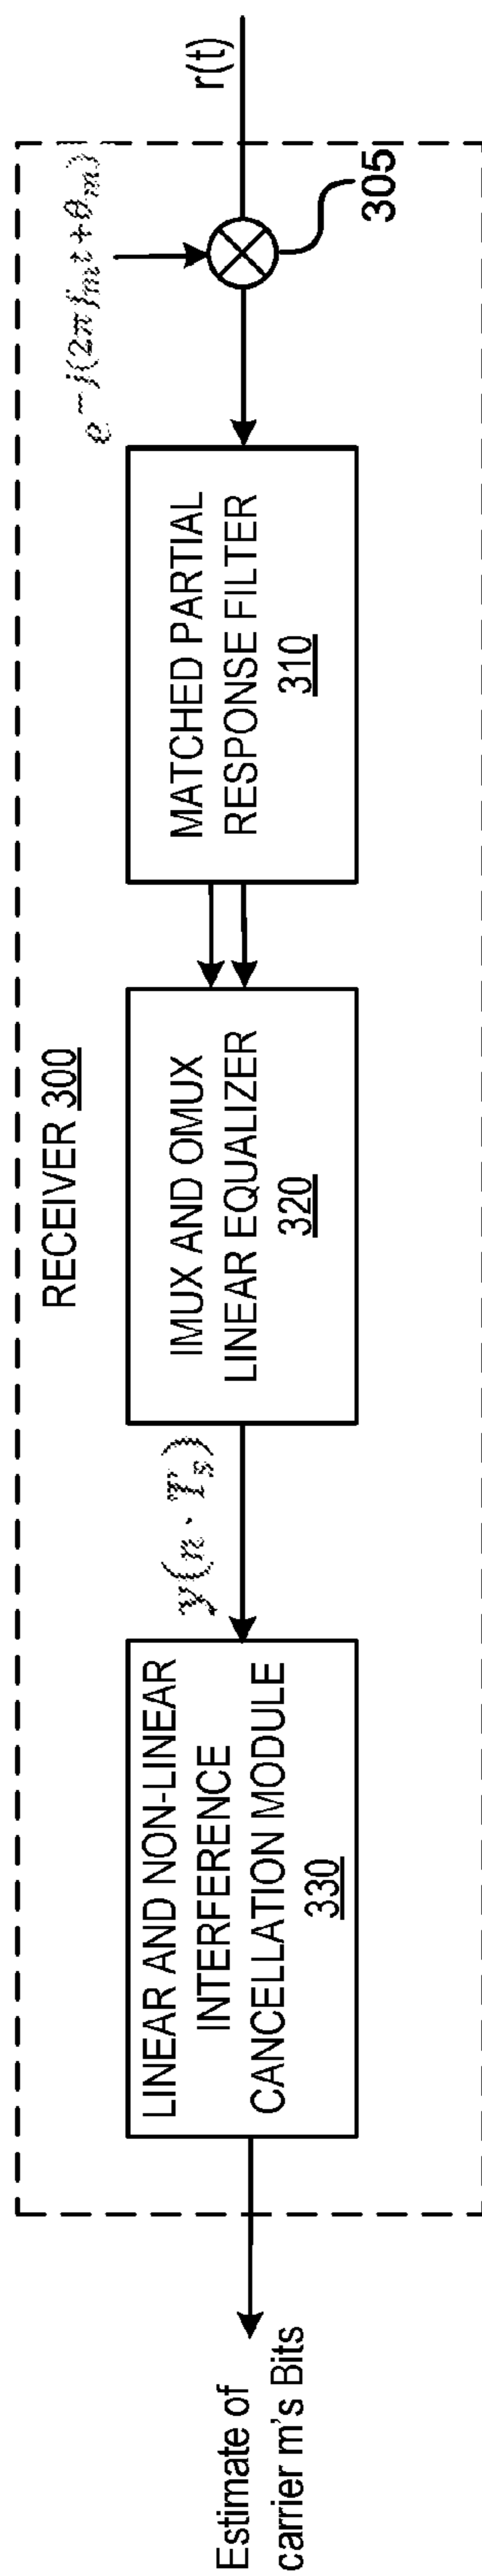 RECEIVER 300
r(t)
e^{-j(2πf_m t+θ_m)}
305
MATCHED PARTIAL
RESPONSE FILTER
310
IMUX AND OMUX
LINEAR EQUALIZER
320
y(n · T_s)
LINEAR AND NON-LINEAR
INTERFERENCE
CANCELLATION MODULE
330
Estimate of
carrier m's Bits